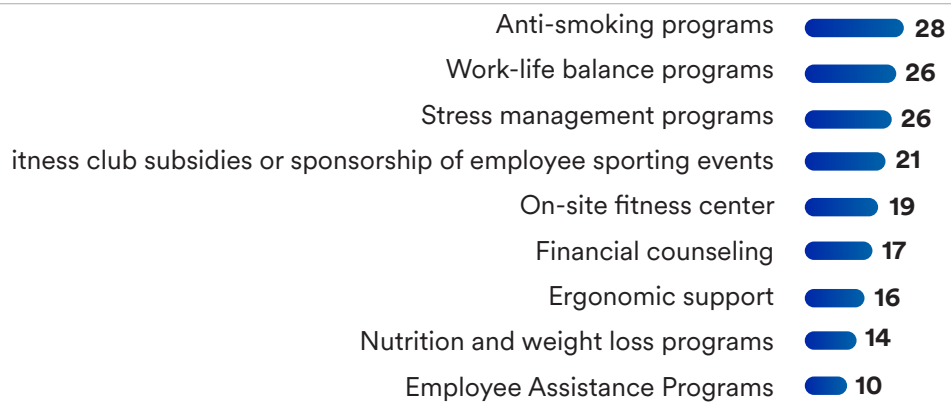 Anti-smoking programs 28
Work-life balance programs 26
Stress management programs 26
itness club subsidies or sponsorship of employee sporting events 21
On-site fitness center 19
Financial counseling 17
Ergonomic support 16
Nutrition and weight loss programs 14
Employee Assistance Programs 10